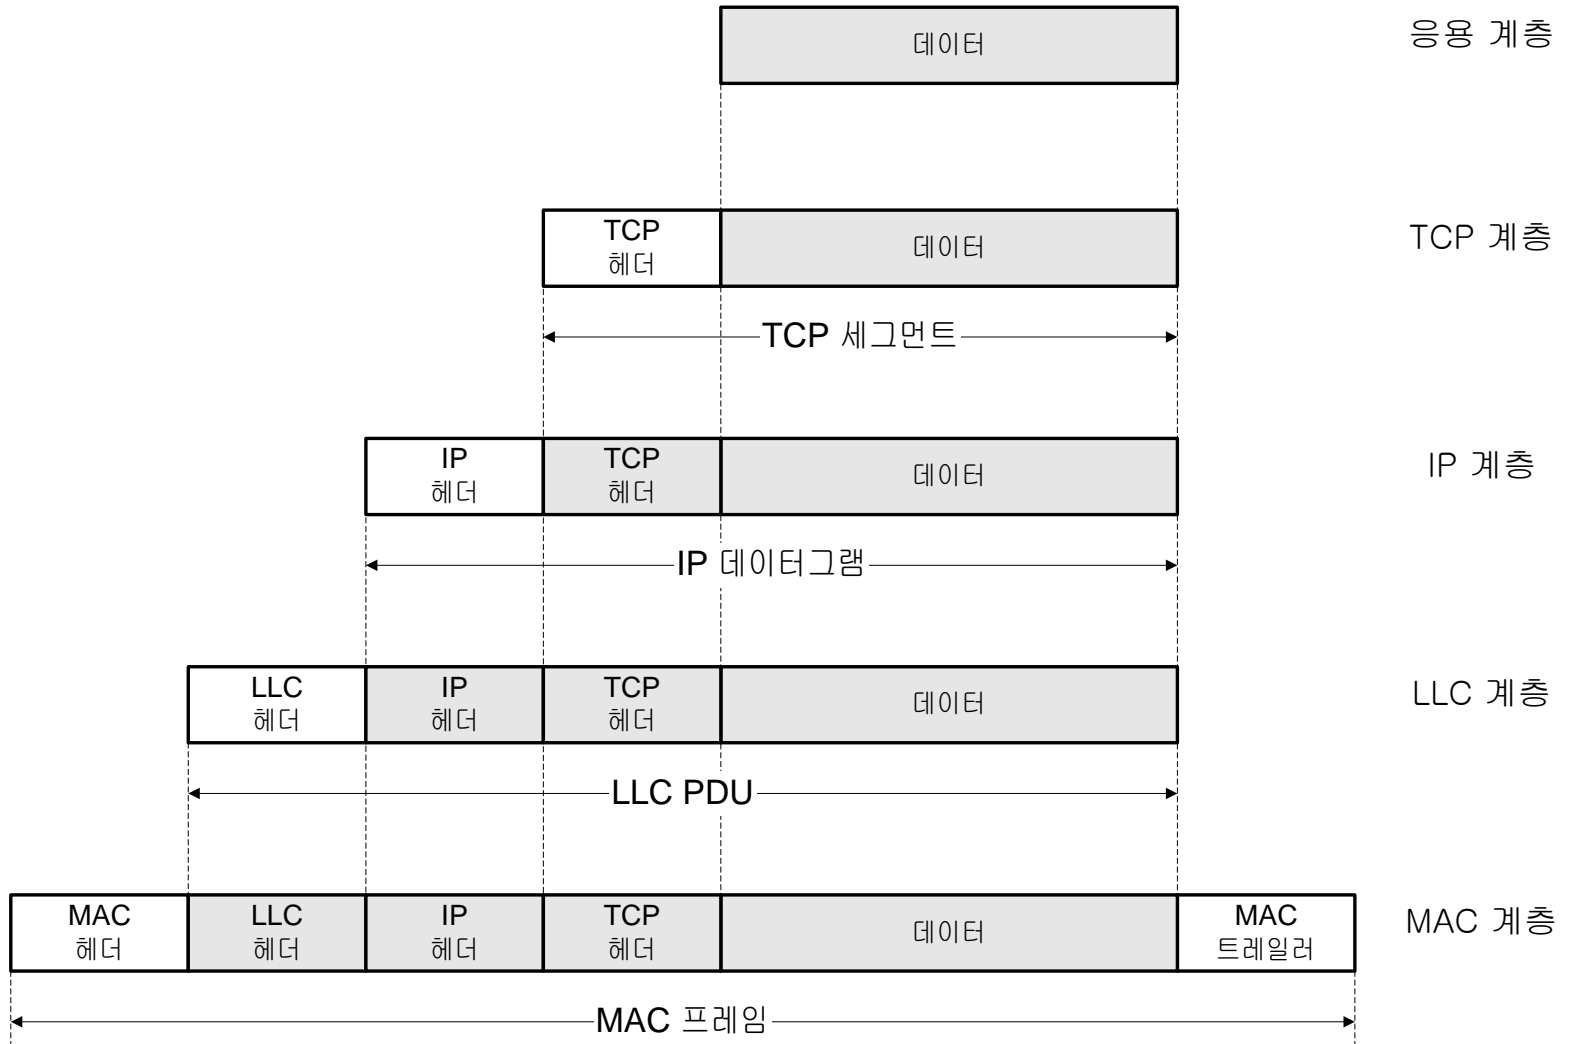 데이터
응용 계층
TCP
헤더
데이터
TCP 계층
TCP 세그먼트
IP
헤더
TCP
헤더
데이터
IP 계층
IP 데이터그램
LLC
헤더
IP
헤더
TCP
헤더
데이터
LLC 계층
LLC PDU
MAC
헤더
LLC
헤더
IP
헤더
TCP
헤더
데이터
MAC
트레일러
MAC 계층
MAC 프레임